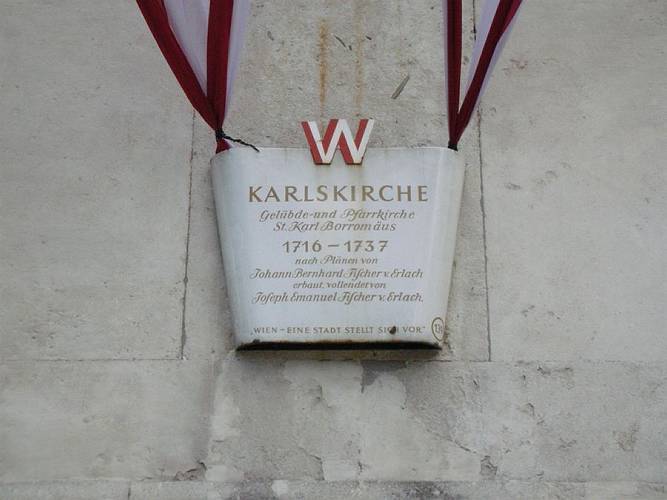 W
KARLSKIRCHE
Gelübde- und Pfarrkirche
St. Karl Borromäus
1716 – 1737
nach Plänen von
Johann Bernhard Fischer v. Erlach
erbaut, vollendet von
Joseph Emanuel Fischer v. Erlach.
„WIEN – EINE STADT STELLT SICH VOR"